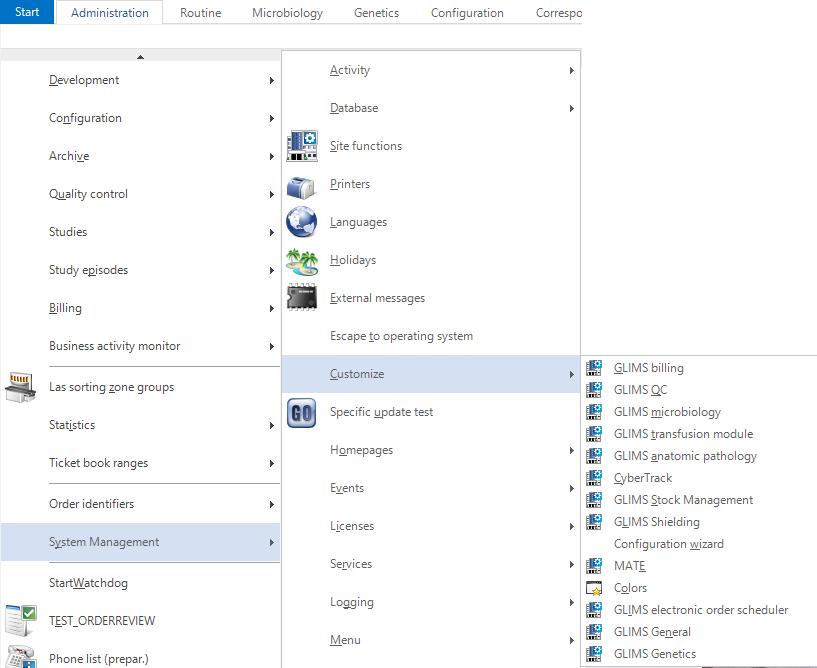 Start Administration Routine Microbiology Genetics Configuration Correspo
Development
Configuration
Archive
Quality control
Studies
Study episodes
Billing
Business activity monitor
Las sorting zone groups
Statistics
Ticket book ranges
Order identifiers
System Management
StartWatchdog
TEST_ORDERREVIEW
Phone list (prepar.)
Activity
Database
Site functions
Printers
Languages
Holidays
External messages
Escape to operating system
Customize
GO Specific update test
Homepages
Events
Licenses
Services
Logging
Menu
GLIMS billing
GLIMS QC
GLIMS microbiology
GLIMS transfusion module
GLIMS anatomic pathology
CyberTrack
GLIMS Stock Management
GLIMS Shielding
Configuration wizard
MATE
Colors
GLIMS electronic order scheduler
GLIMS General
GLIMS Genetics